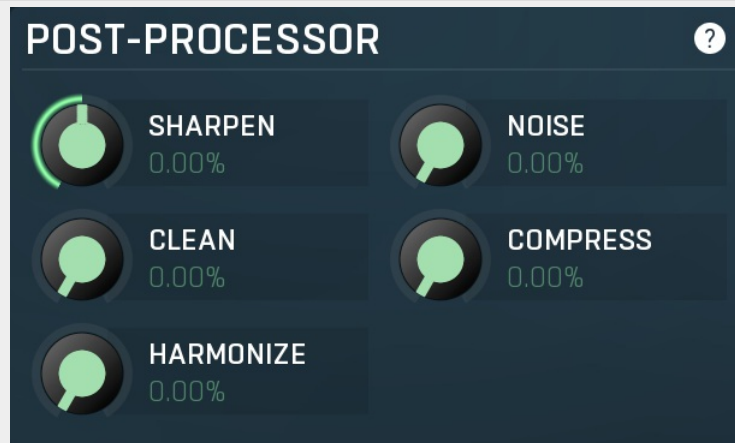 POST-PROCESSOR
?
SHARPEN
0.00%
NOISE
0.00%
CLEAN
0.00%
COMPRESS
0.00%
HARMONIZE
0.00%